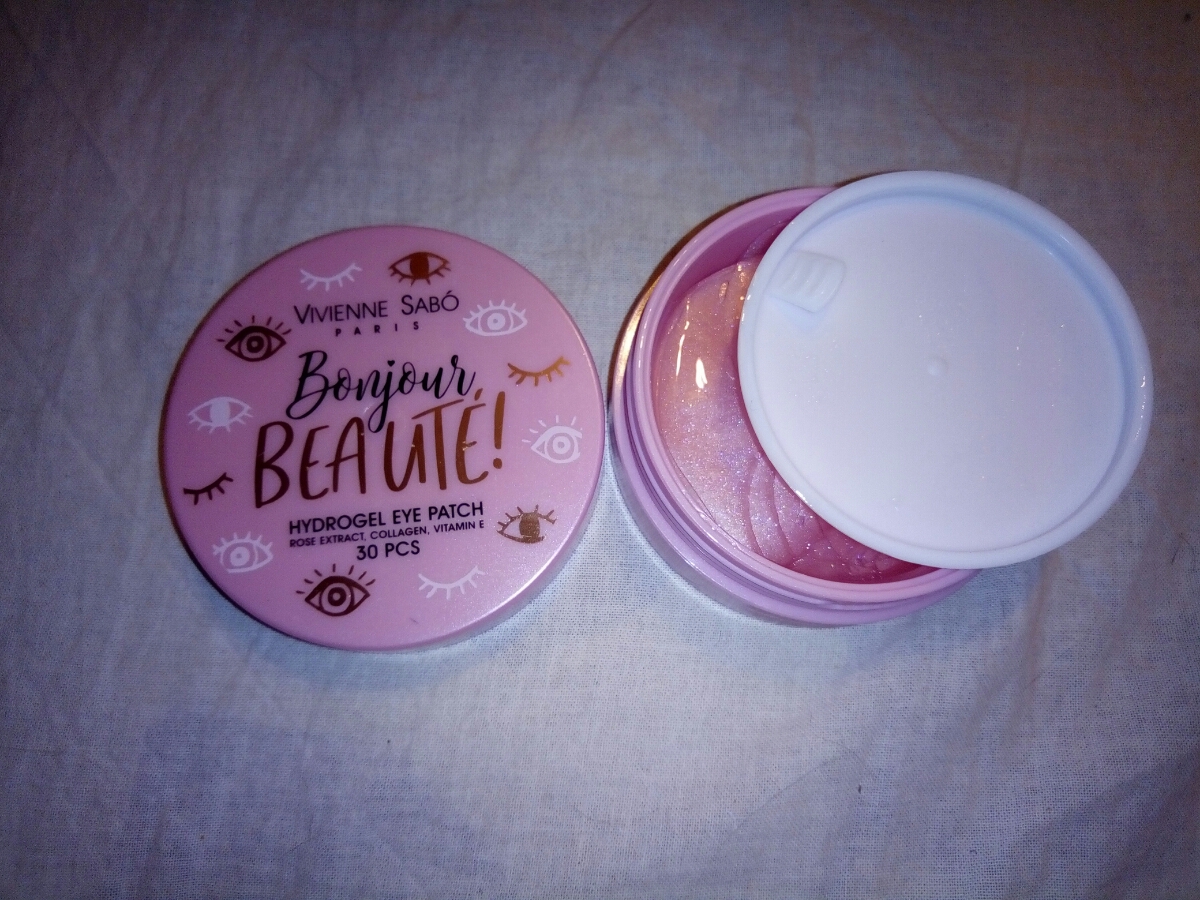 VIVIENNE SABÓ
PARIS
Bonjour
BEAUTÉ!
HYDROGEL EYE PATCH
ROSE EXTRACT, COLLAGEN, VITAMIN E
30 PCS